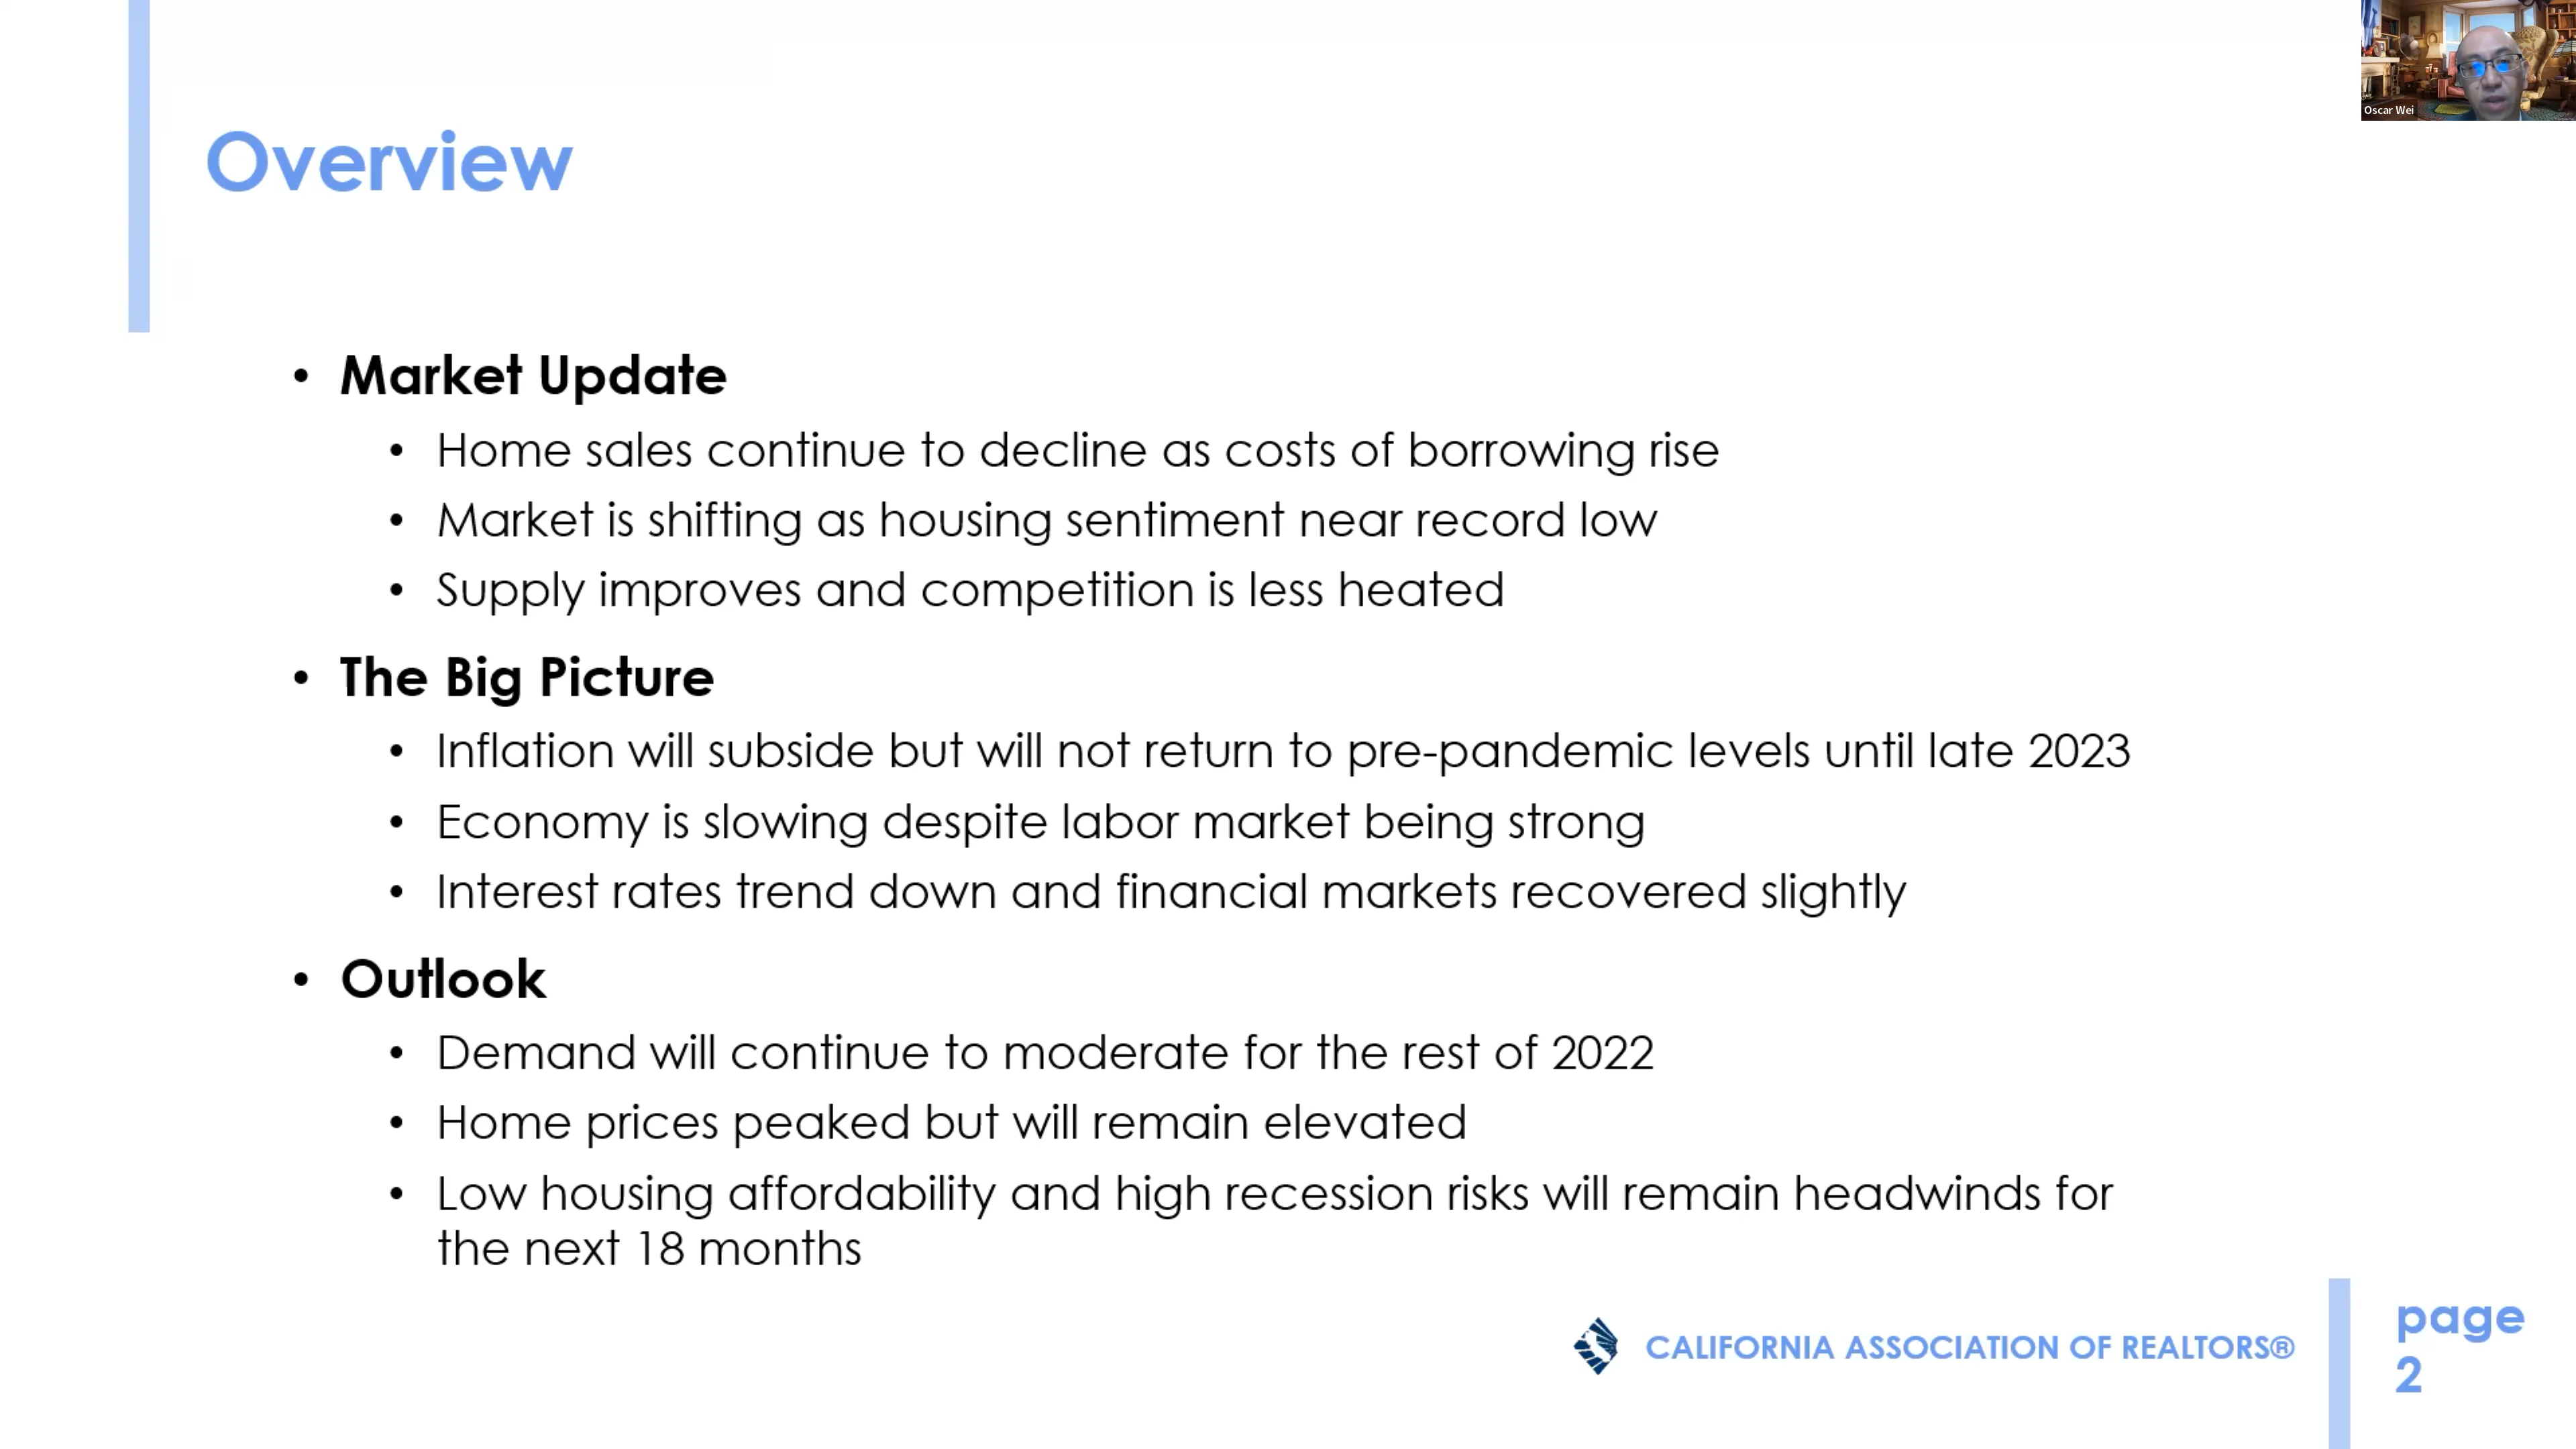 Oscar Wei
Overview
• Market Update
• Home sales continue to decline as costs of borrowing rise
• Market is shifting as housing sentiment near record low
• Supply improves and competition is less heated
• The Big Picture
• Inflation will subside but will not return to pre-pandemic levels until late 2023
• Economy is slowing despite labor market being strong
• Interest rates trend down and financial markets recovered slightly
• Outlook
• Demand will continue to moderate for the rest of 2022
• Home prices peaked but will remain elevated
• Low housing affordability and high recession risks will remain headwinds for
the next 18 months
CALIFORNIA ASSOCIATION OF REALTORS®
page
2